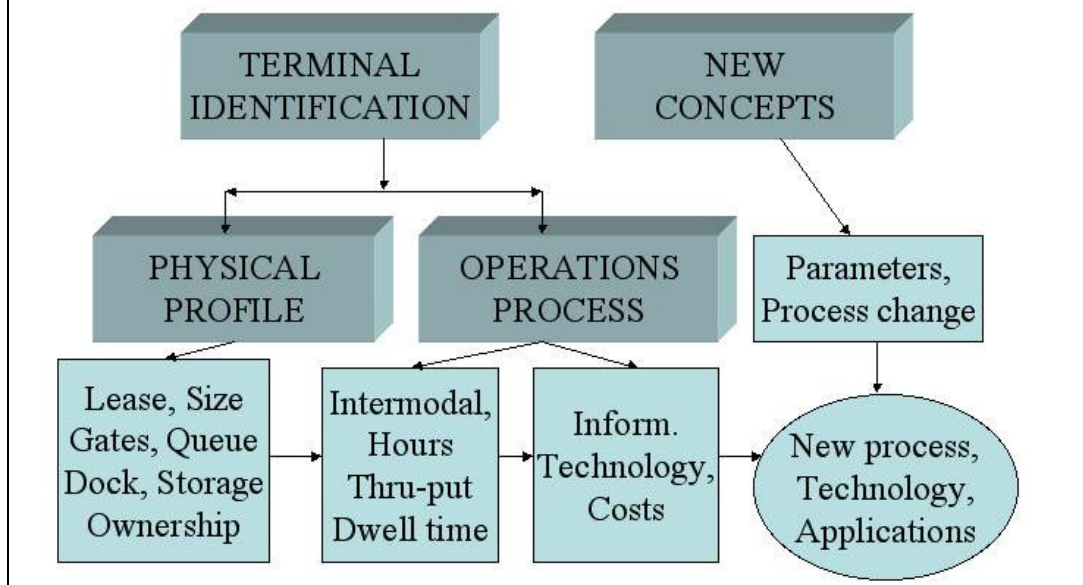 TERMINAL
IDENTIFICATION
NEW
CONCEPTS
PHYSICAL
PROFILE
OPERATIONS
PROCESS
Parameters,
Process change
Lease, Size
Gates, Queue
Dock, Storage
Ownership
Intermodal,
Hours
Thru-put
Dwell time
Inform.
Technology,
Costs
New process,
Technology,
Applications